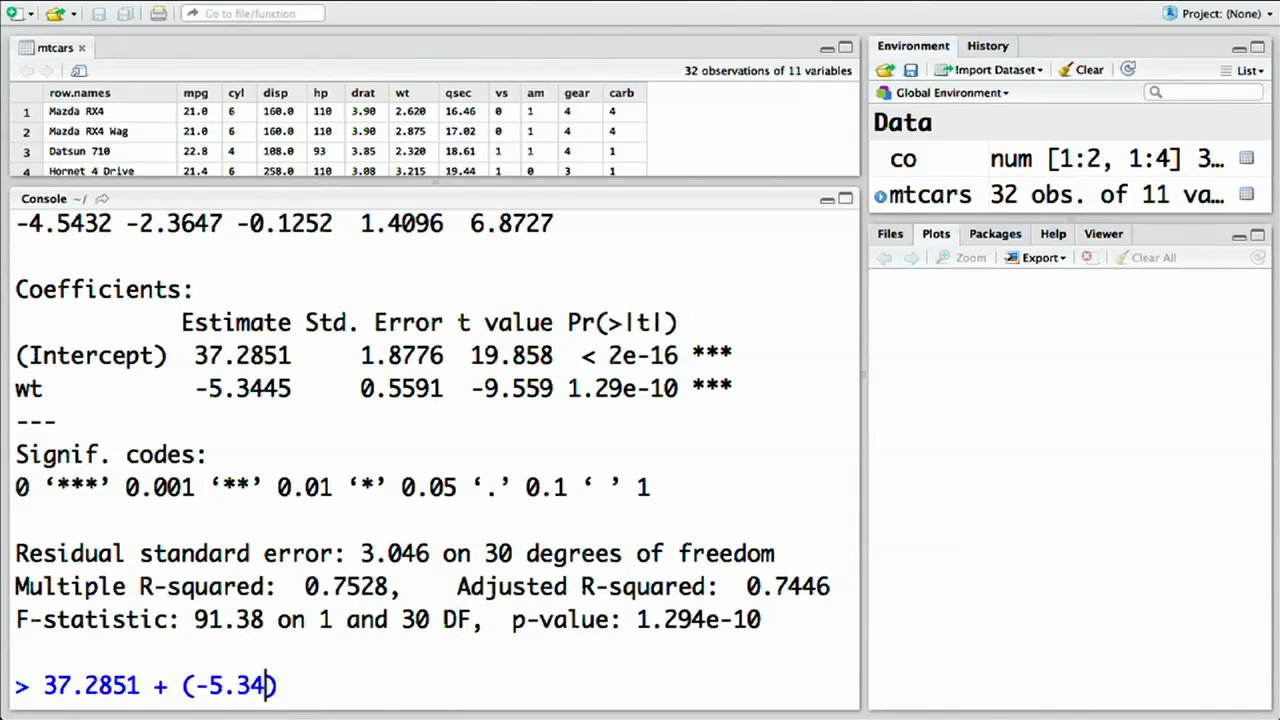 Go to file/function
Project: (None)
mtcars
32 observations of 11 variables
row.names mpg cyl disp hp drat wt qsec vs am gear carb
1 Mazda RX4 21.0 6 160.0 110 3.90 2.620 16.46 0 1 4 4
2 Mazda RX4 Wag 21.0 6 160.0 110 3.90 2.875 17.02 0 1 4 4
3 Datsun 710 22.8 4 108.0 93 3.85 2.320 18.61 1 1 4 1
4 Hornet 4 Drive 21.4 6 258.0 110 3.08 3.215 19.44 1 0 3 1
Console ~/
-4.5432 -2.3647 -0.1252 1.4096 6.8727
Coefficients:
Estimate Std. Error t value Pr(>|t|)
(Intercept) 37.2851 1.8776 19.858 < 2e-16 ***
wt -5.3445 0.5591 -9.559 1.29e-10 ***
---
Signif. codes:
0 ‘***’ 0.001 ‘**’ 0.01 ‘*’ 0.05 ‘.’ 0.1 ‘ ’ 1
Residual standard error: 3.046 on 30 degrees of freedom
Multiple R-squared: 0.7528, Adjusted R-squared: 0.7446
F-statistic: 91.38 on 1 and 30 DF, p-value: 1.294e-10
> 37.2851 + (-5.34)
Environment History
Import Dataset Clear List
Global Environment
Data
co num [1:2, 1:4] 3…
mtcars 32 obs. of 11 va…
Files Plots Packages Help Viewer
Zoom Export Clear All